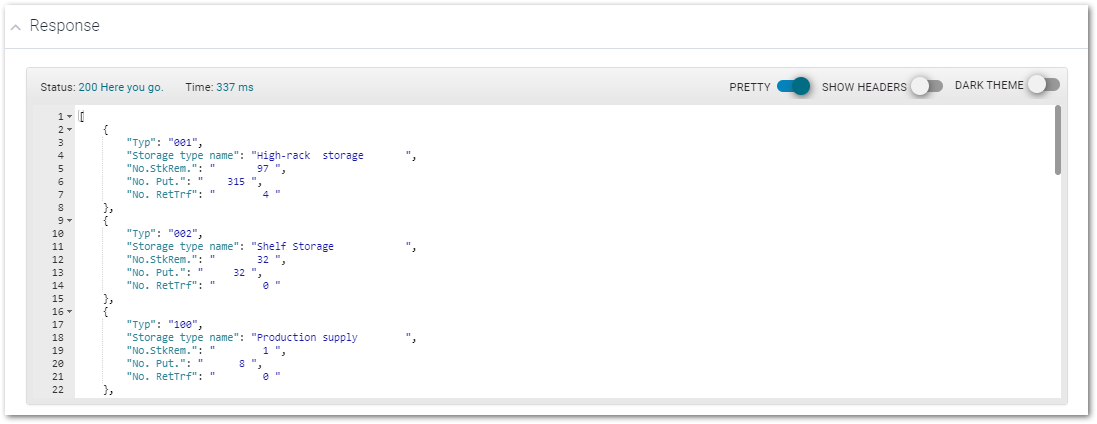 Response
Status: 200 Here you go. Time: 337 ms PRETTY SHOW HEADERS DARK THEME
1 [
2 {
3 "Typ": "001",
4 "Storage type name": "High-rack  storage       ",
5 "No.StkRem.": "       97 ",
6 "No. Put.": "    315 ",
7 "No. RetTrf": "        4 "
8 },
9 {
10 "Typ": "002",
11 "Storage type name": "Shelf Storage            ",
12 "No.StkRem.": "       32 ",
13 "No. Put.": "     32 ",
14 "No. RetTrf": "        0 "
15 },
16 {
17 "Typ": "100",
18 "Storage type name": "Production supply        ",
19 "No.StkRem.": "        1 ",
20 "No. Put.": "      8 ",
21 "No. RetTrf": "        0 "
22 },